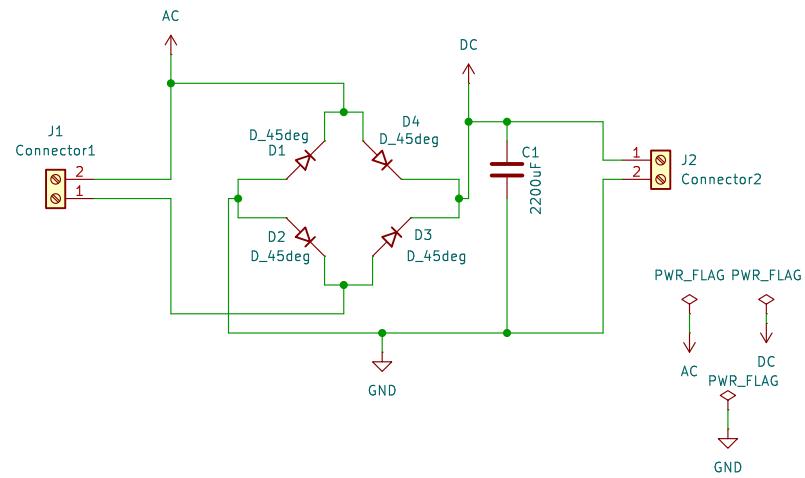 AC
DC
J1
Connector1
2
1
D_45deg
D1
D4
D_45deg
C1
2200uF
1
2
J2
Connector2
D2
D_45deg
D3
D_45deg
GND
PWR_FLAG PWR_FLAG
AC
DC
PWR_FLAG
GND